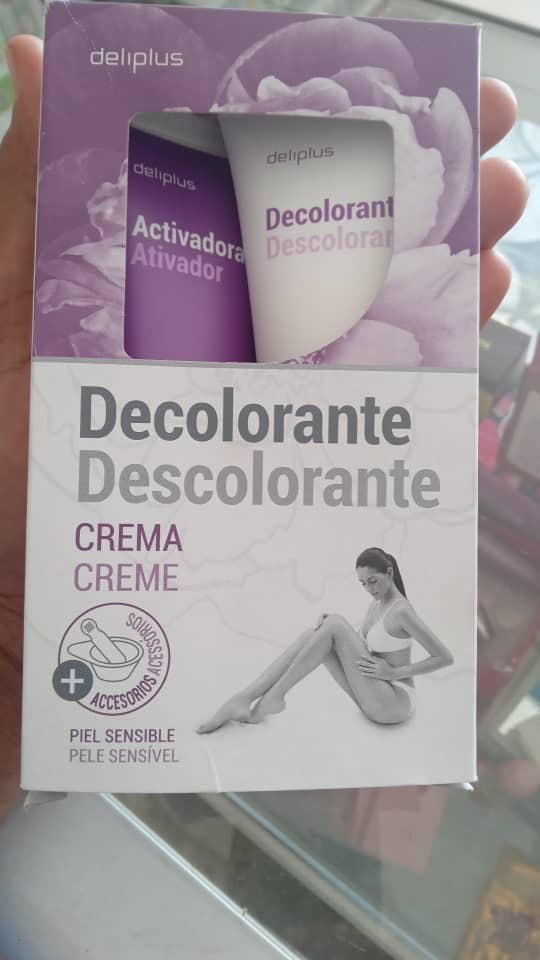 deliplus
deliplus
Activadora
Ativador
deliplus
Decolorant
Descolorar
Decolorante
Descolorante
CREMA
CREME
ACCESORIOS ACESSÓRIOS
PIEL SENSIBLE
PELE SENSÍVEL